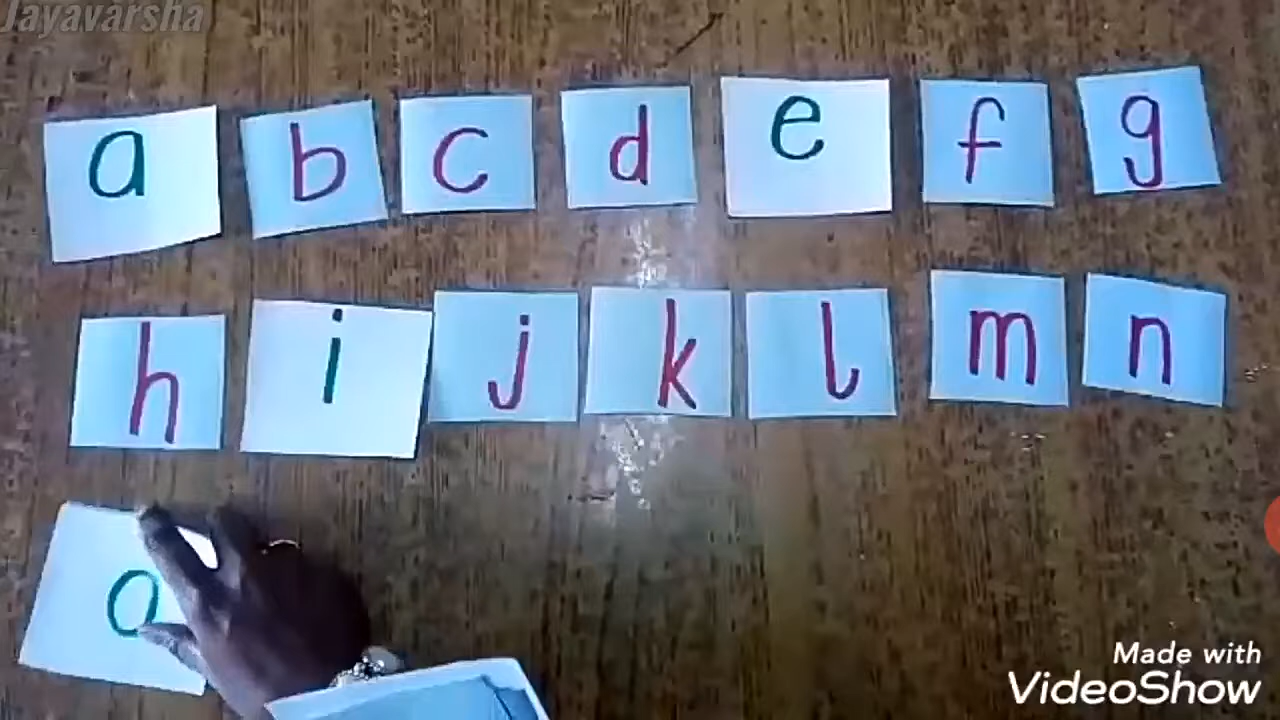 Jayavarsha
a b c d e f g
h i j k l m n
o
Made with
VideoShow